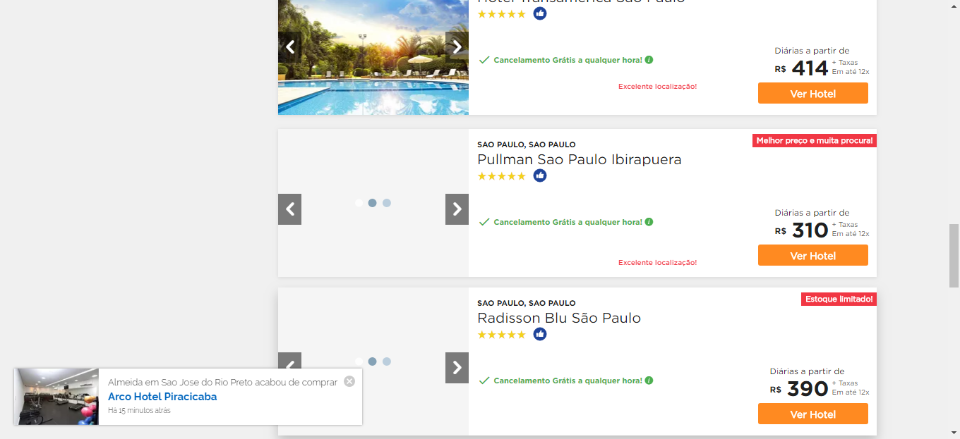 Hotel Transamerica São Paulo
Cancelamento Grátis a qualquer hora!
Excelente localização!
Diárias a partir de
R$ 414 + Taxas
Em até 12x
Ver Hotel
SAO PAULO, SAO PAULO
Melhor preço e muita procura!
Pullman Sao Paulo Ibirapuera
Cancelamento Grátis a qualquer hora!
Excelente localização!
Diárias a partir de
R$ 310 + Taxas
Em até 12x
Ver Hotel
SAO PAULO, SAO PAULO
Estoque limitado!
Radisson Blu São Paulo
Cancelamento Grátis a qualquer hora!
Diárias a partir de
R$ 390 + Taxas
Em até 12x
Ver Hotel
Almeida em Sao Jose do Rio Preto acabou de comprar
Arco Hotel Piracicaba
Há 15 minutos atrás